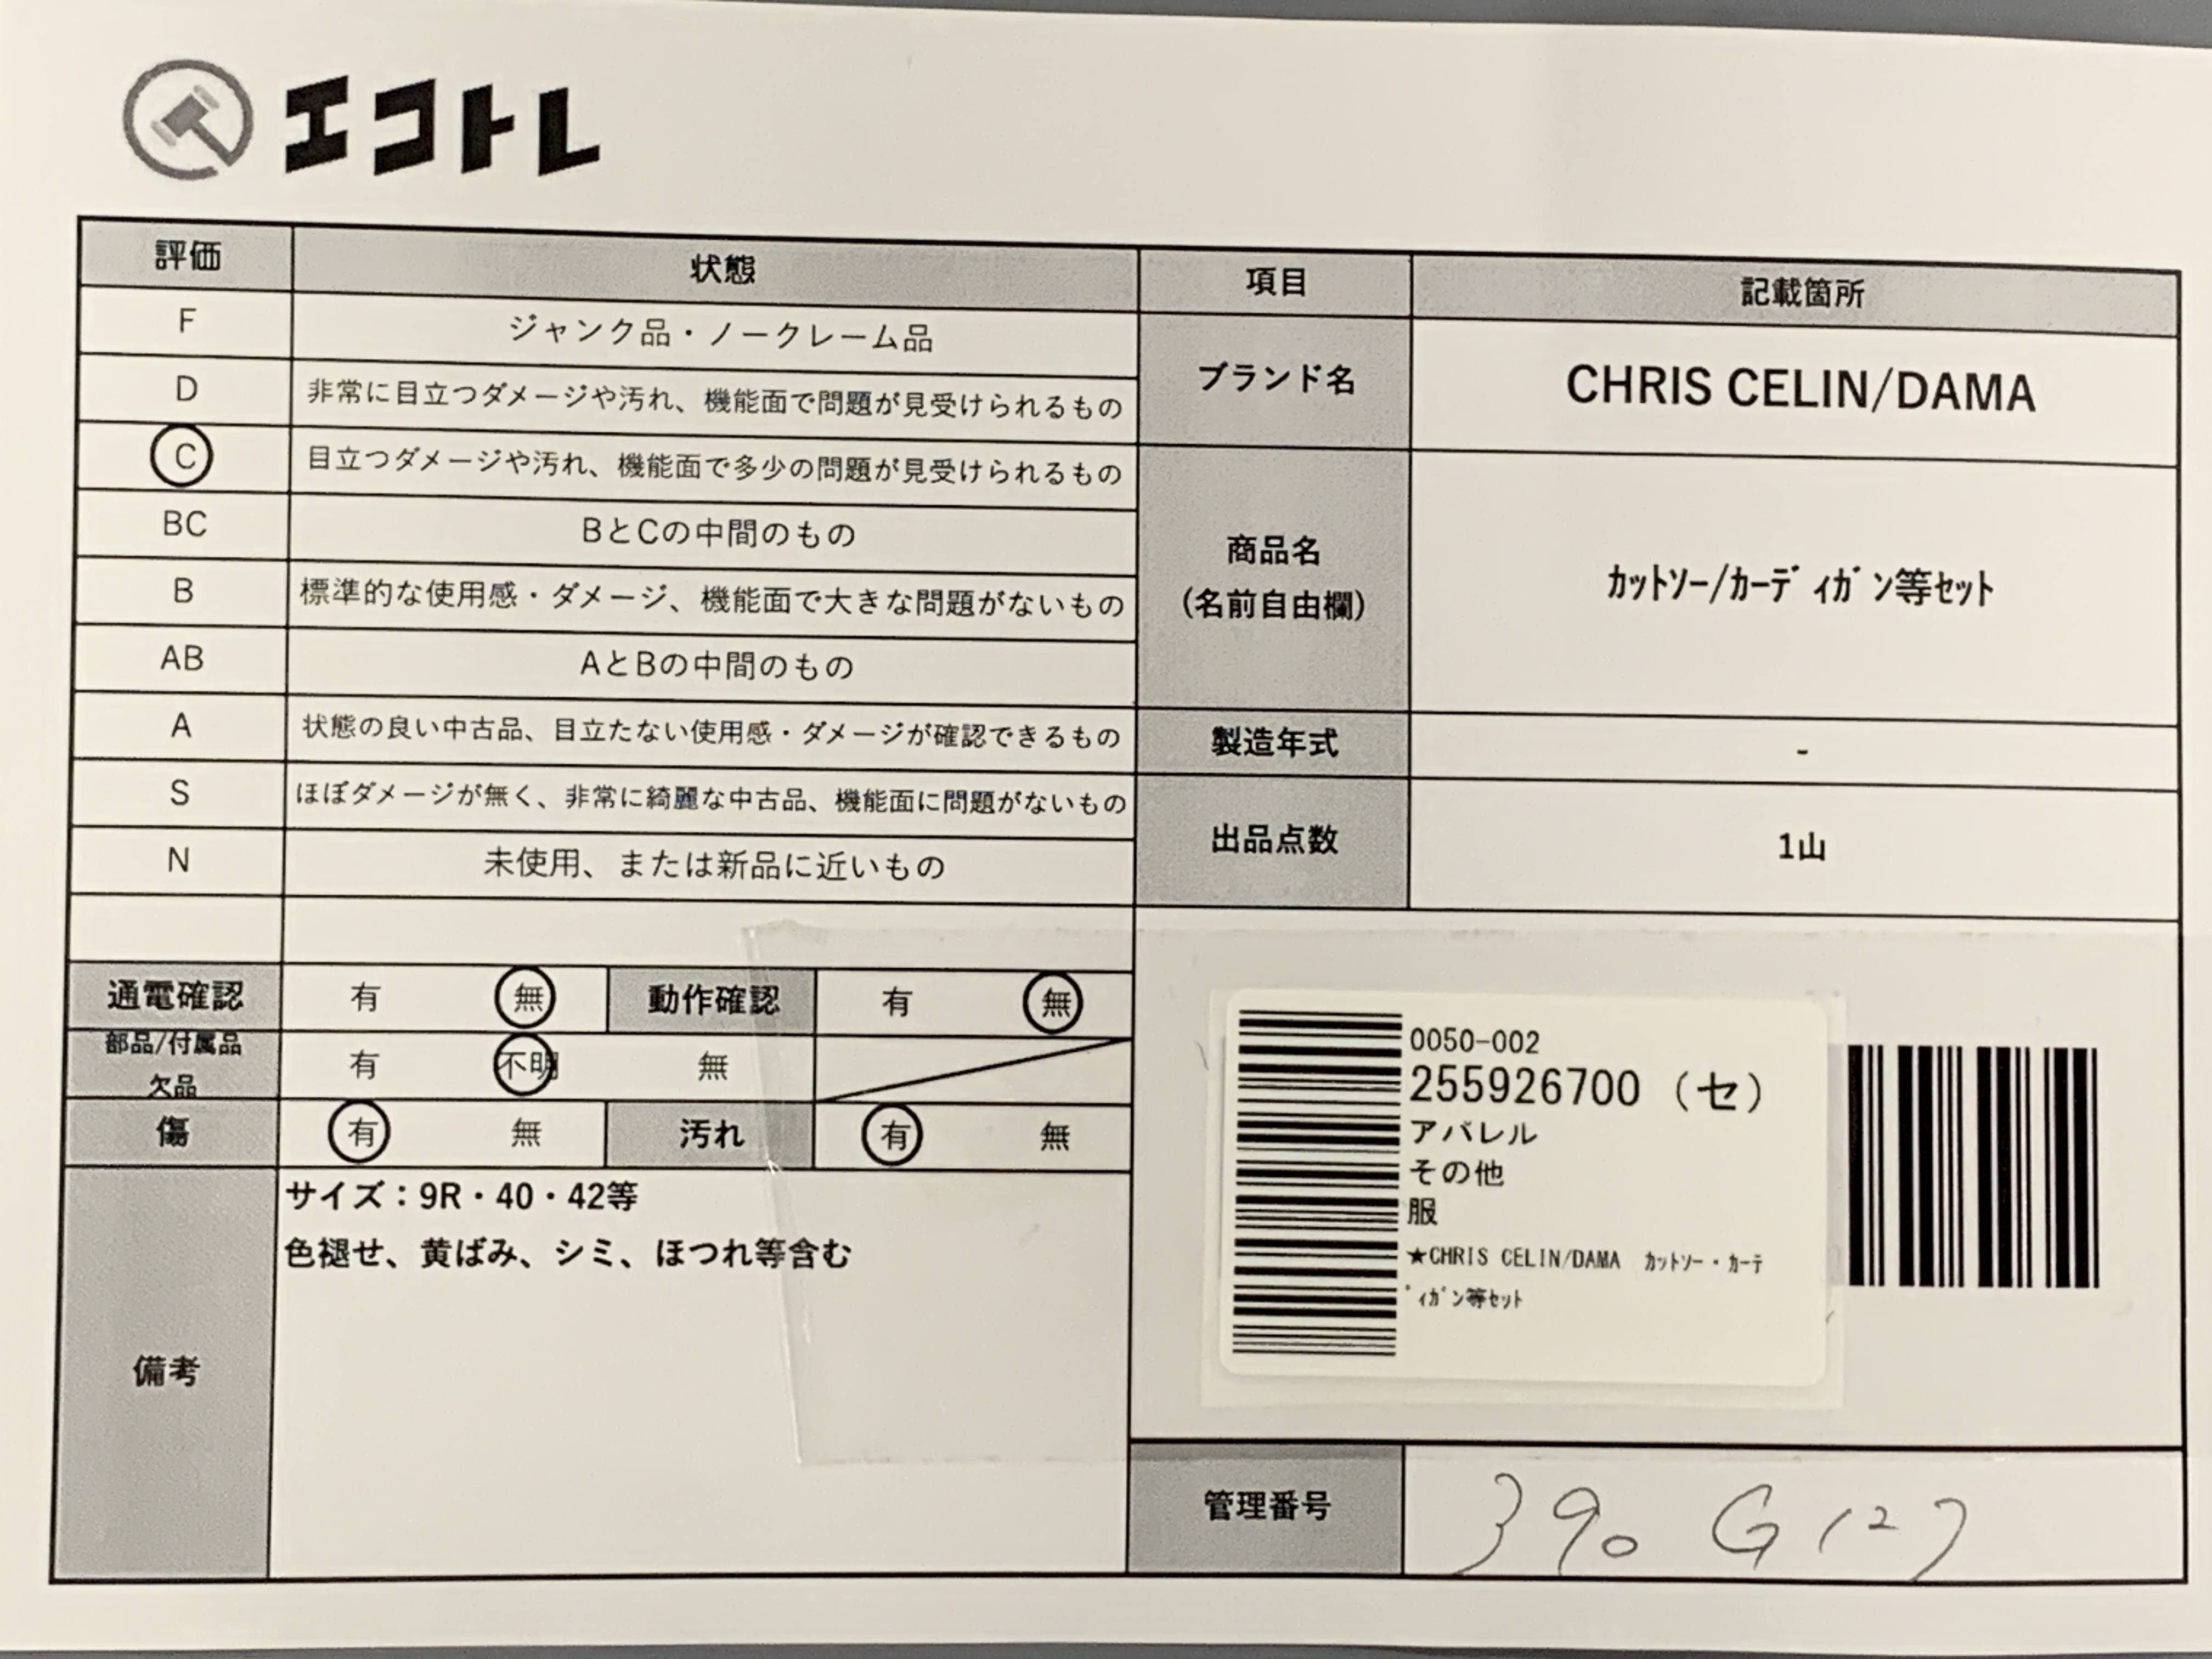 エコトレ
評価 状態 項目 記載箇所
F ジャンク品・ノークレーム品
D 非常に目立つダメージや汚れ、機能面で問題が見受けられるもの
C 目立つダメージや汚れ、機能面で多少の問題が見受けられるもの
BC BとCの中間のもの
B 標準的な使用感・ダメージ、機能面で大きな問題がないもの
AB AとBの中間のもの
A 状態の良い中古品、目立たない使用感・ダメージが確認できるもの
S ほぼダメージが無く、非常に綺麗な中古品、機能面に問題がないもの
N 未使用、または新品に近いもの
ブランド名 CHRIS CELIN/DAMA
商品名
(名前自由欄)
ｶｯﾄｿｰ/ｶｰﾃﾞｨｶﾞﾝ等ｾｯﾄ
製造年式 -
出品点数 1山
通電確認 有 無 動作確認 有 無
部品/付属品
欠品
有 不明 無
傷 有 無 汚れ 有 無
備考
サイズ：9R・40・42等
色褪せ、黄ばみ、シミ、ほつれ等含む
0050-002
255926700 (セ)
アパレル
その他
服
★CHRIS CELIN/DAMA ｶｯﾄｿｰ・ｶｰﾃ
ﾞｨｶﾞﾝ等ｾｯﾄ
管理番号 390 G(2)